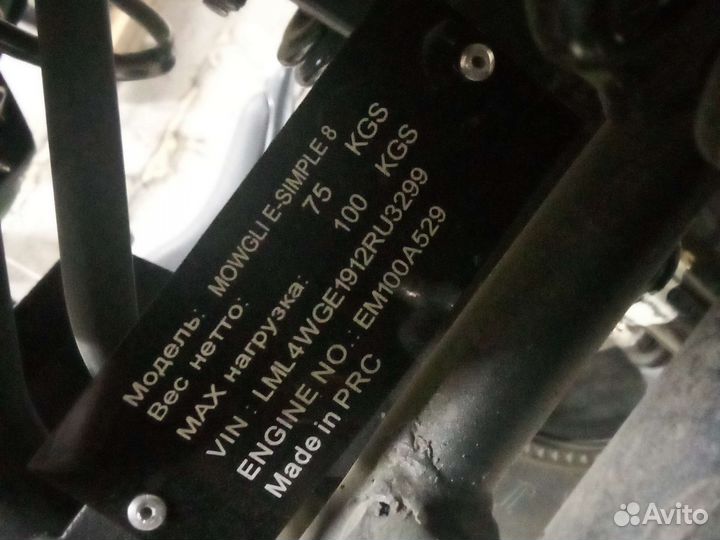 Модель: MOWGLI E-SIMPLE 8
Вес нетто: 75 KGS
MAX нагрузка: 100 KGS
VIN : LML4WGE1912RU3299
ENGINE NO.: EM100A529
Made in PRC
Avito